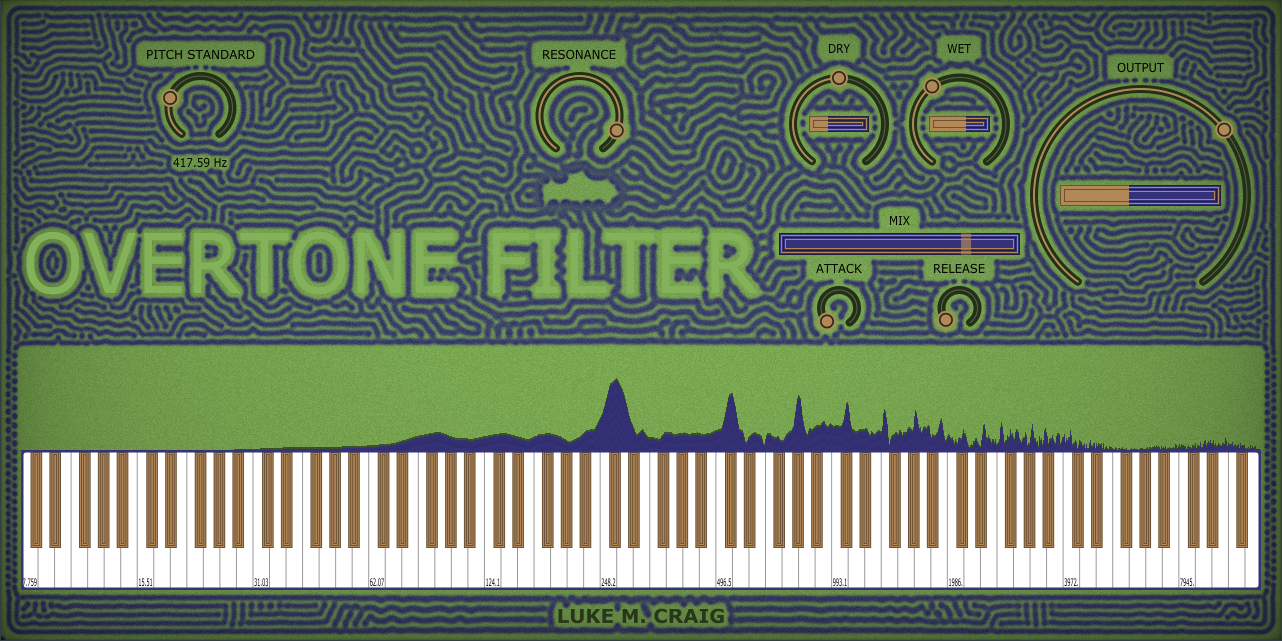 PITCH STANDARD
RESONANCE
DRY
WET
OUTPUT
417.59 Hz
MIX
OVERTONE FILTER
ATTACK
RELEASE
7.759
15.51
31.03
62.07
124.1
248.2
496.5
993.1
1986.
3972.
7945.
LUKE M. CRAIG